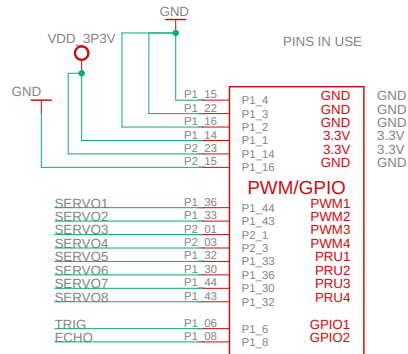 GND
VDD_3P3V
PINS IN USE
GND
P1_15 P1_4 GND GND
P1_22 P1_3 GND GND
P1_16 P1_2 GND GND
P1_14 P1_1 3.3V 3.3V
P2_23 P1_14 3.3V 3.3V
P2_15 P1_16 GND GND
PWM/GPIO
SERVO1 P1_36 P1_44 PWM1
SERVO2 P1_33 P1_43 PWM2
SERVO3 P2_01 P2_1 PWM3
SERVO4 P2_03 P2_3 PWM4
SERVO5 P1_32 P1_33 PRU1
SERVO6 P1_30 P1_36 PRU2
SERVO7 P1_44 P1_30 PRU3
SERVO8 P1_43 P1_32 PRU4
TRIG P1_06 P1_6 GPIO1
ECHO P1_08 P1_8 GPIO2